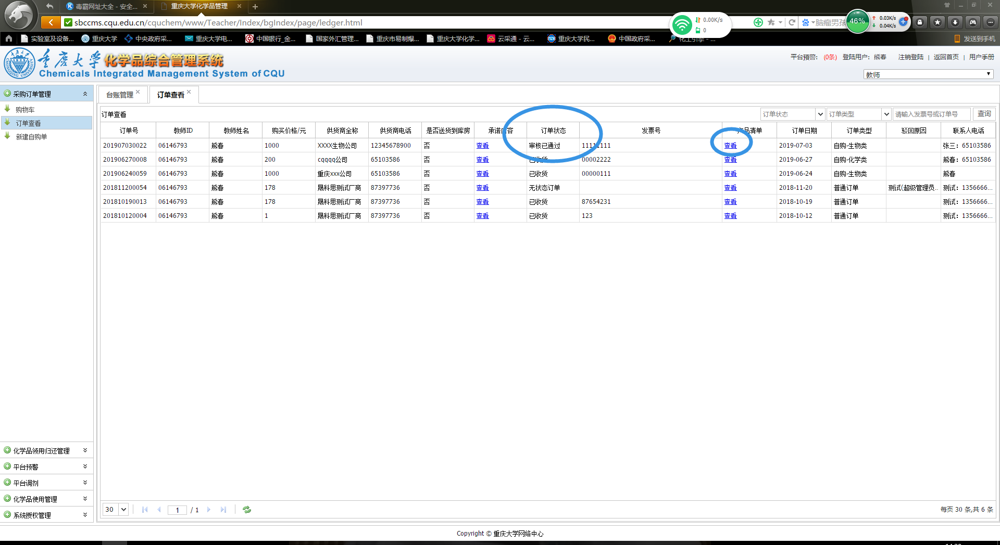 毒霸网址大全 - 安全... × 重庆大学化学品管理 × +
sbccms.cqu.edu.cn/cquchem/www/Teacher/Index/bgIndex/page/ledger.html
0.00K/s
0
脑瘤男孩
46%
0.03K/s
0.04K/s
实验室及设备... 重庆大学 中央政府采... 重庆大学电... 中国银行_金... 国家外汇管理... 重庆市易制爆... 重庆大学化学... 云采通 - 云... 重庆大学民... 中国政府采... 化工引擎 - ... 发送到手机
重庆大学 化学品综合管理系统
Chemicals Integrated Management System of CQU
平台预警: (0条) 登陆用户: 熊春 注销登陆 | 返回首页 | 用户手册
教师
采购订单管理
购物车
订单查看
新建自购单
台账管理 × 订单查看 ×
订单查看 订单状态 订单类型 请输入发票号或订单号 查询
订单号 教师ID 教师姓名 购买价格/元 供货商全称 供货商电话 是否送货到库房 承诺内容 订单状态 发票号 产品清单 订单日期 订单类型 驳回原因 联系人电话
201907030022 06146793 熊春 1000 XXXX生物公司 12345678900 否 查看 审核已通过 11111111 查看 2019-07-03 自购-生物类 张三: 65103586
201906270008 06146793 熊春 200 cqqqq公司 65103586 否 查看 已收货 00002222 查看 2019-06-27 自购-化学类 熊春: 65103586
201906240059 06146793 熊春 1000 重庆xxx公司 65103586 否 查看 已收货 00000111 查看 2019-06-24 自购-生物类 熊春
201811200054 06146793 熊春 178 晟科思测试厂商 87397736 否 查看 无状态订单 查看 2018-11-20 普通订单 测试(超级管理员.. 测试: 1356666...
201810190013 06146793 熊春 178 晟科思测试厂商 87397736 否 查看 已收货 87654231 查看 2018-10-19 普通订单 测试: 1356666...
201810120004 06146793 熊春 1 晟科思测试厂商 87397736 否 查看 已收货 123 查看 2018-10-12 普通订单 测试: 1356666...
化学品领用归还管理
平台预警
平台调剂
化学品使用管理
系统授权管理
30 1 / 1 每页 30 条,共 6 条
Copyright © 重庆大学网络中心